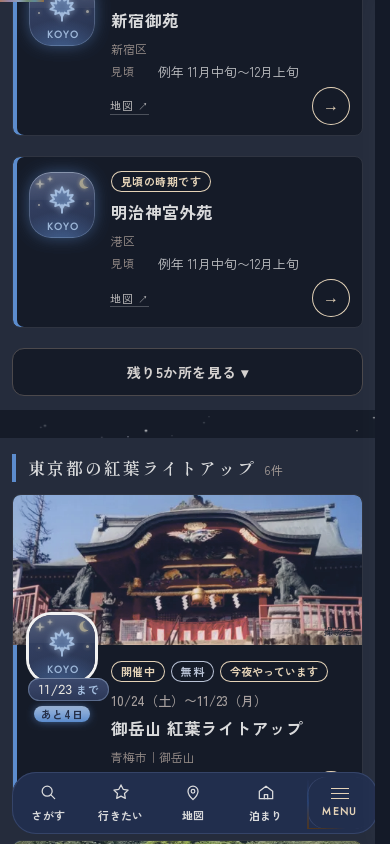 KOYO
新宿御苑
新宿区
見頃 例年 11月中旬〜12月上旬
地図 ↗
→
見頃の時期です
KOYO
明治神宮外苑
港区
見頃 例年 11月中旬〜12月上旬
地図 ↗
→
残り5か所を見る ▾
東京都の紅葉ライトアップ 6件
KOYO
11/23 まで
あと4日
開催中 無料 今夜やっています
10/24（土）〜11/23（月）
御岳山 紅葉ライトアップ
青梅市｜御岳山
さがす 行きたい 地図 泊まり MENU